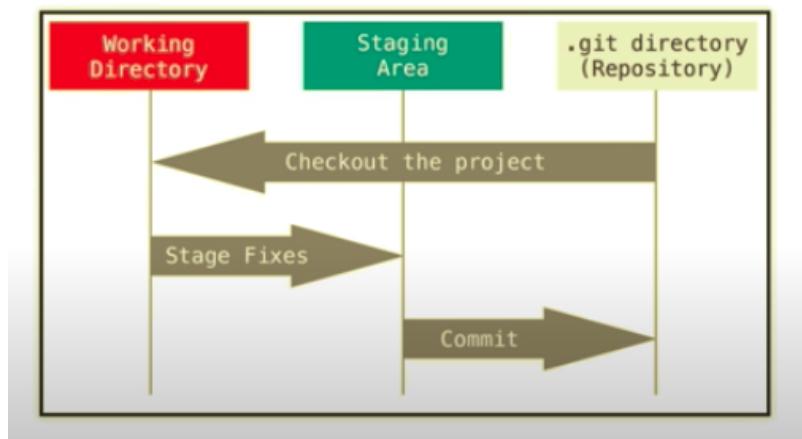 Working
Directory
Staging
Area
.git directory
(Repository)
Checkout the project
Stage Fixes
Commit